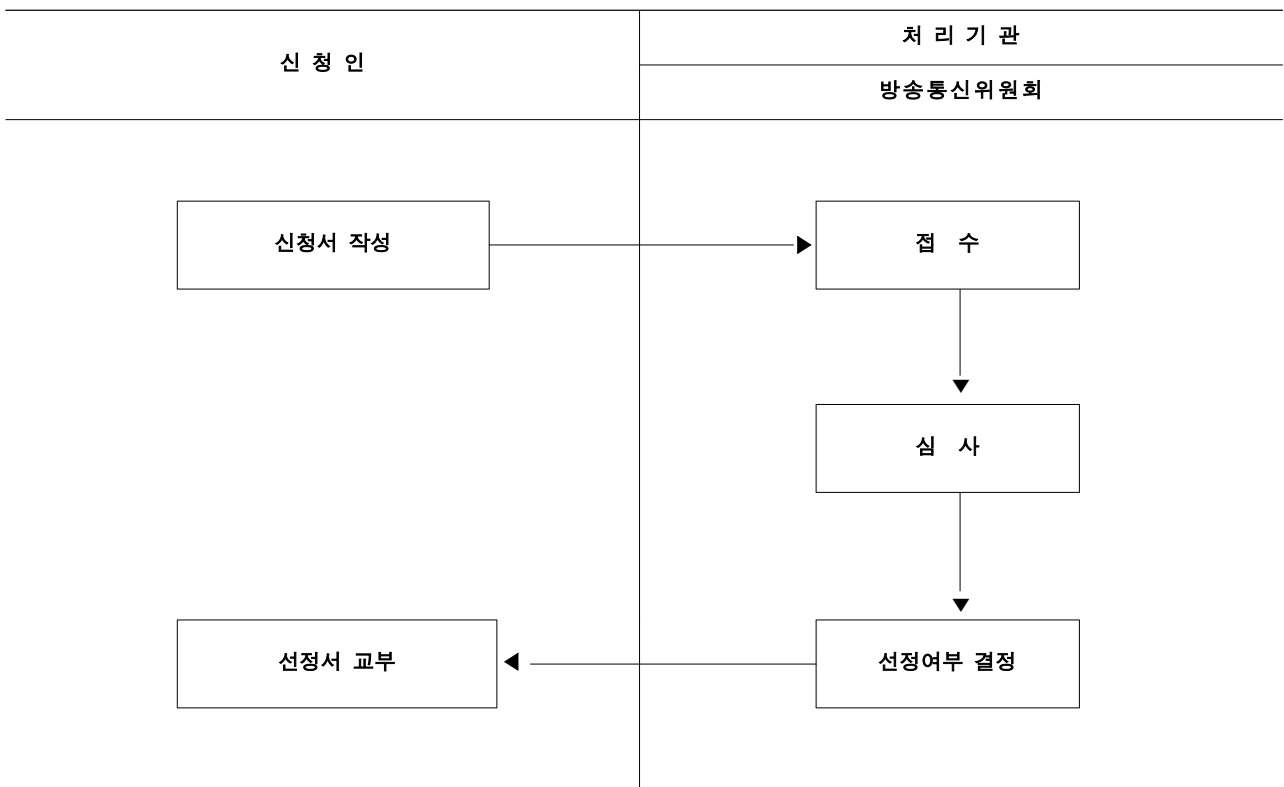 신 청 인
처 리 기 관
방송통신위원회
신청서 작성
접 수
심 사
선정서 교부
선정여부 결정